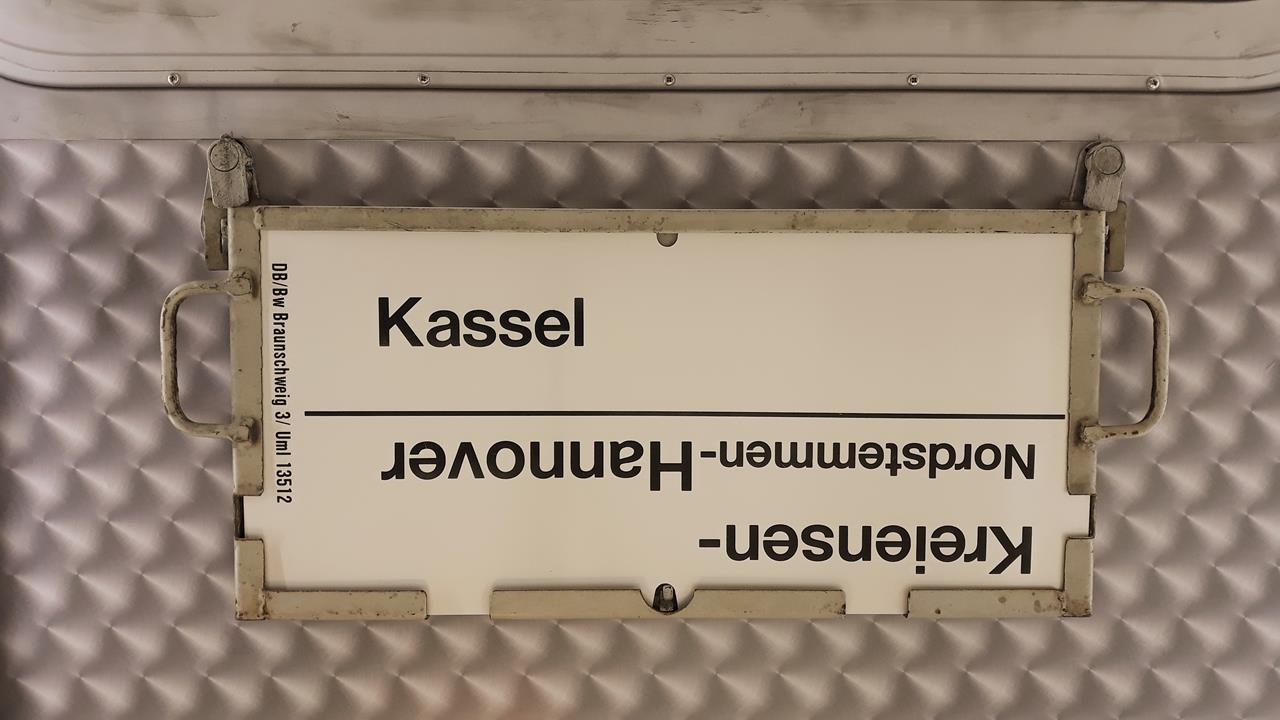 Kassel
Kreiensen-
Nordstemmen-Hannover
DB/Bw Braunschweig 3/ Uml 13512